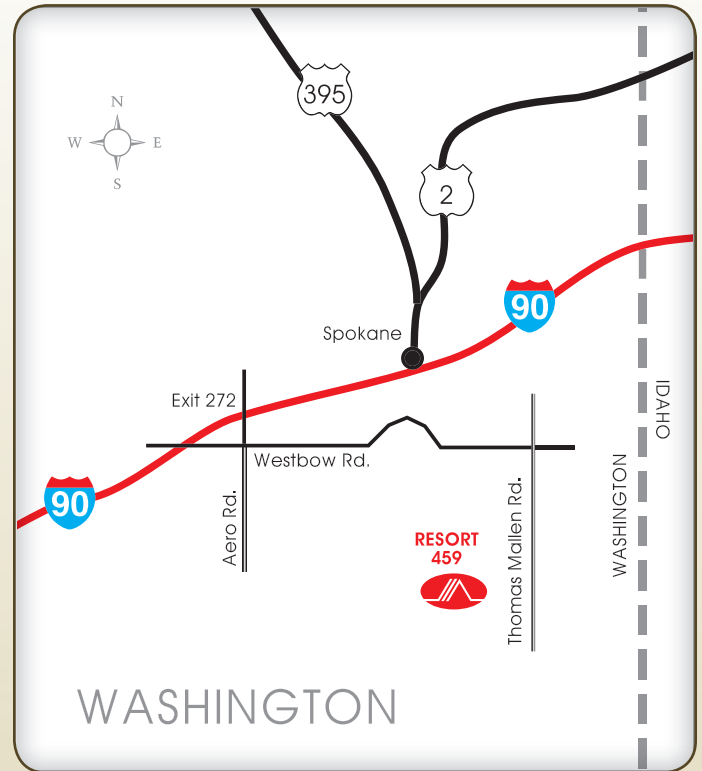 395
N
W E
S
2
90
Spokane
Exit 272
IDAHO
Westbow Rd.
WASHINGTON
90
Aero Rd.
Thomas Mallen Rd.
RESORT
459
WASHINGTON